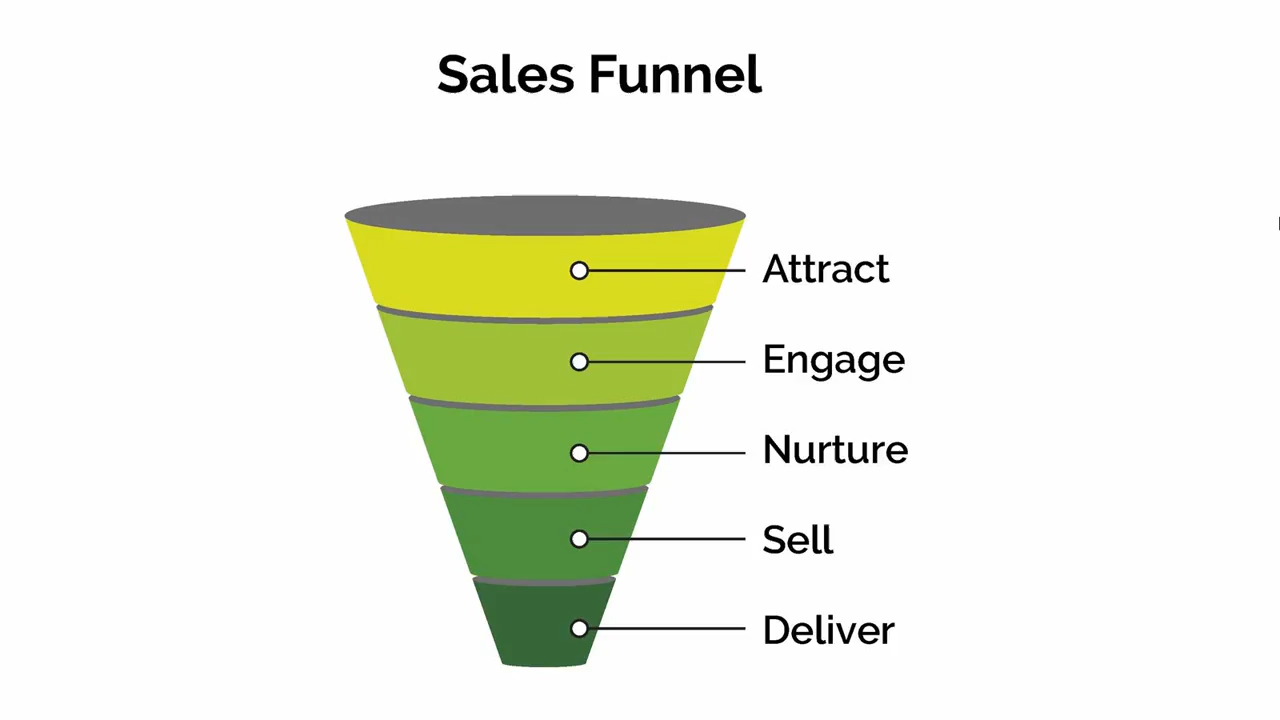 Sales Funnel
Attract
Engage
Nurture
Sell
Deliver